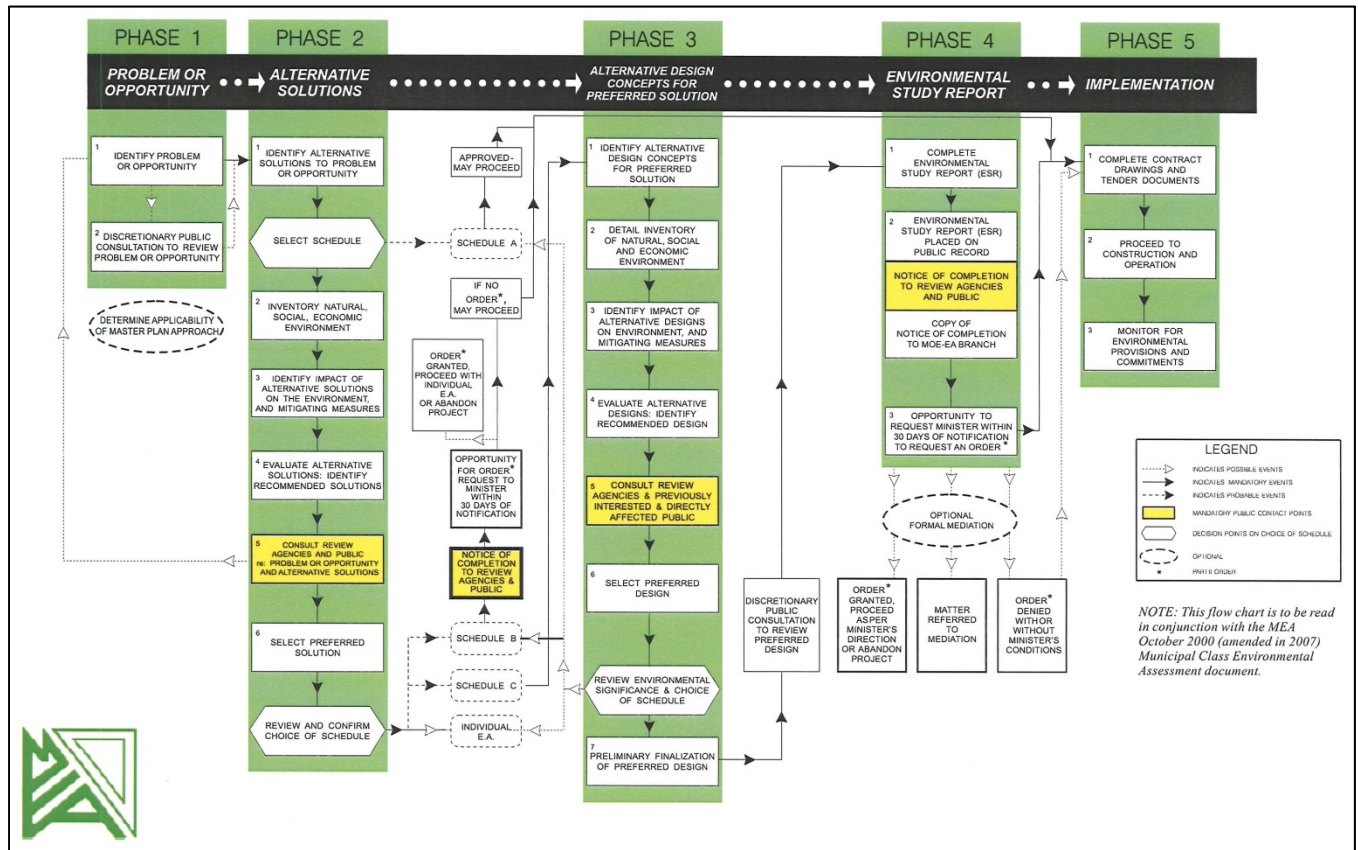 PHASE 1
PROBLEM OR
OPPORTUNITY
1
IDENTIFY PROBLEM
OR OPPORTUNITY
2
DISCRETIONARY PUBLIC
CONSULTATION TO REVIEW
PROBLEM OR OPPORTUNITY
DETERMINE APPLICABILITY
OF MASTER PLAN APPROACH
PHASE 2
ALTERNATIVE
SOLUTIONS
1
IDENTIFY ALTERNATIVE
SOLUTIONS TO PROBLEM
OR OPPORTUNITY
SELECT SCHEDULE
2
INVENTORY NATURAL,
SOCIAL, ECONOMIC
ENVIRONMENT
3
IDENTIFY IMPACT OF
ALTERNATIVE SOLUTIONS
ON THE ENVIRONMENT,
AND MITIGATING MEASURES
4
EVALUATE ALTERNATIVE
SOLUTIONS: IDENTIFY
RECOMMENDED SOLUTIONS
5
CONSULT REVIEW
AGENCIES AND PUBLIC
re: PROBLEM OR OPPORTUNITY
AND ALTERNATIVE SOLUTIONS
6
SELECT PREFERRED
SOLUTION
REVIEW AND CONFIRM
CHOICE OF SCHEDULE
APPROVED-
MAY PROCEED
SCHEDULE A
IF NO
ORDER*,
MAY PROCEED
ORDER*
GRANTED,
PROCEED WITH
INDIVIDUAL
E.A.
OR ABANDON
PROJECT
OPPORTUNITY
FOR ORDER*
REQUEST TO
MINISTER
WITHIN
30 DAYS OF
NOTIFICATION
NOTICE OF
COMPLETION
TO REVIEW
AGENCIES &
PUBLIC
SCHEDULE B
SCHEDULE C
INDIVIDUAL
E.A.
PHASE 3
ALTERNATIVE DESIGN
CONCEPTS FOR
PREFERRED SOLUTION
1
IDENTIFY ALTERNATIVE
DESIGN CONCEPTS
FOR PREFERRED
SOLUTION
2
DETAIL INVENTORY
OF NATURAL, SOCIAL
AND ECONOMIC
ENVIRONMENT
3
IDENTIFY IMPACT OF
ALTERNATIVE DESIGNS
ON ENVIRONMENT, AND
MITIGATING MEASURES
4
EVALUATE ALTERNATIVE
DESIGNS: IDENTIFY
RECOMMENDED DESIGN
5
CONSULT REVIEW
AGENCIES & PREVIOUSLY
INTERESTED & DIRECTLY
AFFECTED PUBLIC
6
SELECT PREFERRED
DESIGN
REVIEW ENVIRONMENTAL
SIGNIFICANCE & CHOICE
OF SCHEDULE
7
PRELIMINARY FINALIZATION
OF PREFERRED DESIGN
DISCRETIONARY
PUBLIC
CONSULTATION
TO REVIEW
PREFERRED
DESIGN
PHASE 4
ENVIRONMENTAL
STUDY REPORT
1
COMPLETE
ENVIRONMENTAL
STUDY REPORT (ESR)
2
ENVIRONMENTAL
STUDY REPORT (ESR)
PLACED ON
PUBLIC RECORD
NOTICE OF COMPLETION
TO REVIEW AGENCIES
AND PUBLIC
COPY OF
NOTICE OF COMPLETION
TO MOE-EA BRANCH
3
OPPORTUNITY TO
REQUEST MINISTER WITHIN
30 DAYS OF NOTIFICATION
TO REQUEST AN ORDER*
OPTIONAL
FORMAL MEDIATION
ORDER*
GRANTED,
PROCEED
ASPER
MINISTER'S
DIRECTION
OR ABANDON
PROJECT
MATTER
REFERRED
TO
MEDIATION
ORDER*
DENIED
WITH OR
WITHOUT
MINISTER'S
CONDITIONS
PHASE 5
IMPLEMENTATION
1
COMPLETE CONTRACT
DRAWINGS AND
TENDER DOCUMENTS
2
PROCEED TO
CONSTRUCTION AND
OPERATION
3
MONITOR FOR
ENVIRONMENTAL
PROVISIONS AND
COMMITMENTS
LEGEND
INDICATES POSSIBLE EVENTS
INDICATES MANDATORY EVENTS
INDICATES PROBABLE EVENTS
MANDATORY PUBLIC CONTACT POINTS
DECISION POINTS ON CHOICE OF SCHEDULE
OPTIONAL
* PART II ORDER
NOTE: This flow chart is to be read
in conjunction with the MEA
October 2000 (amended in 2007)
Municipal Class Environmental
Assessment document.
MEA